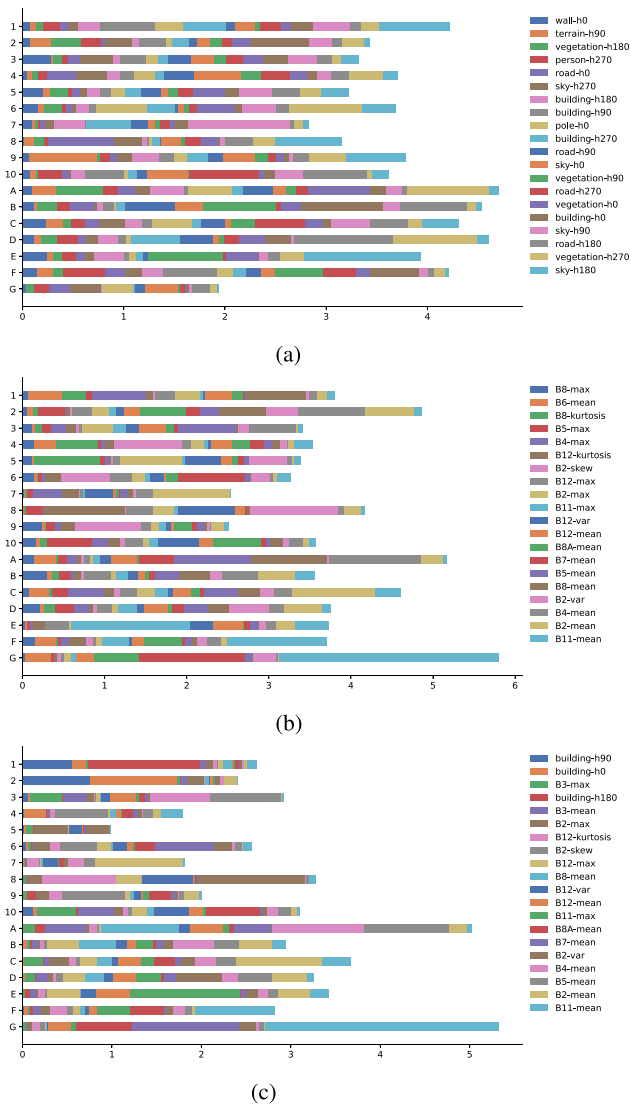 1
2
3
4
5
6
7
8
9
10
A
B
C
D
E
F
G
0 1 2 3 4
wall-h0
terrain-h90
vegetation-h180
person-h270
road-h0
sky-h270
building-h180
building-h90
pole-h0
building-h270
road-h90
sky-h0
vegetation-h90
road-h270
vegetation-h0
building-h0
sky-h90
road-h180
vegetation-h270
sky-h180
(a)
1
2
3
4
5
6
7
8
9
10
A
B
C
D
E
F
G
0 1 2 3 4 5 6
B8-max
B6-mean
B8-kurtosis
B5-max
B4-max
B12-kurtosis
B2-skew
B12-max
B2-max
B11-max
B12-var
B12-mean
B8A-mean
B7-mean
B5-mean
B8-mean
B2-var
B4-mean
B2-mean
B11-mean
(b)
1
2
3
4
5
6
7
8
9
10
A
B
C
D
E
F
G
0 1 2 3 4 5
building-h90
building-h0
B3-max
building-h180
B3-mean
B2-max
B12-kurtosis
B2-skew
B12-max
B8-mean
B12-var
B12-mean
B11-max
B8A-mean
B7-mean
B2-var
B4-mean
B5-mean
B2-mean
B11-mean
(c)